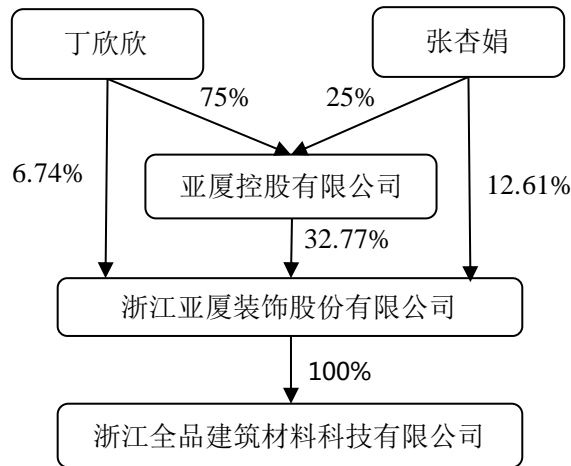 丁欣欣
张杏娟
75%
25%
6.74%
亚厦控股有限公司
12.61%
32.77%
浙江亚厦装饰股份有限公司
100%
浙江全品建筑材料科技有限公司